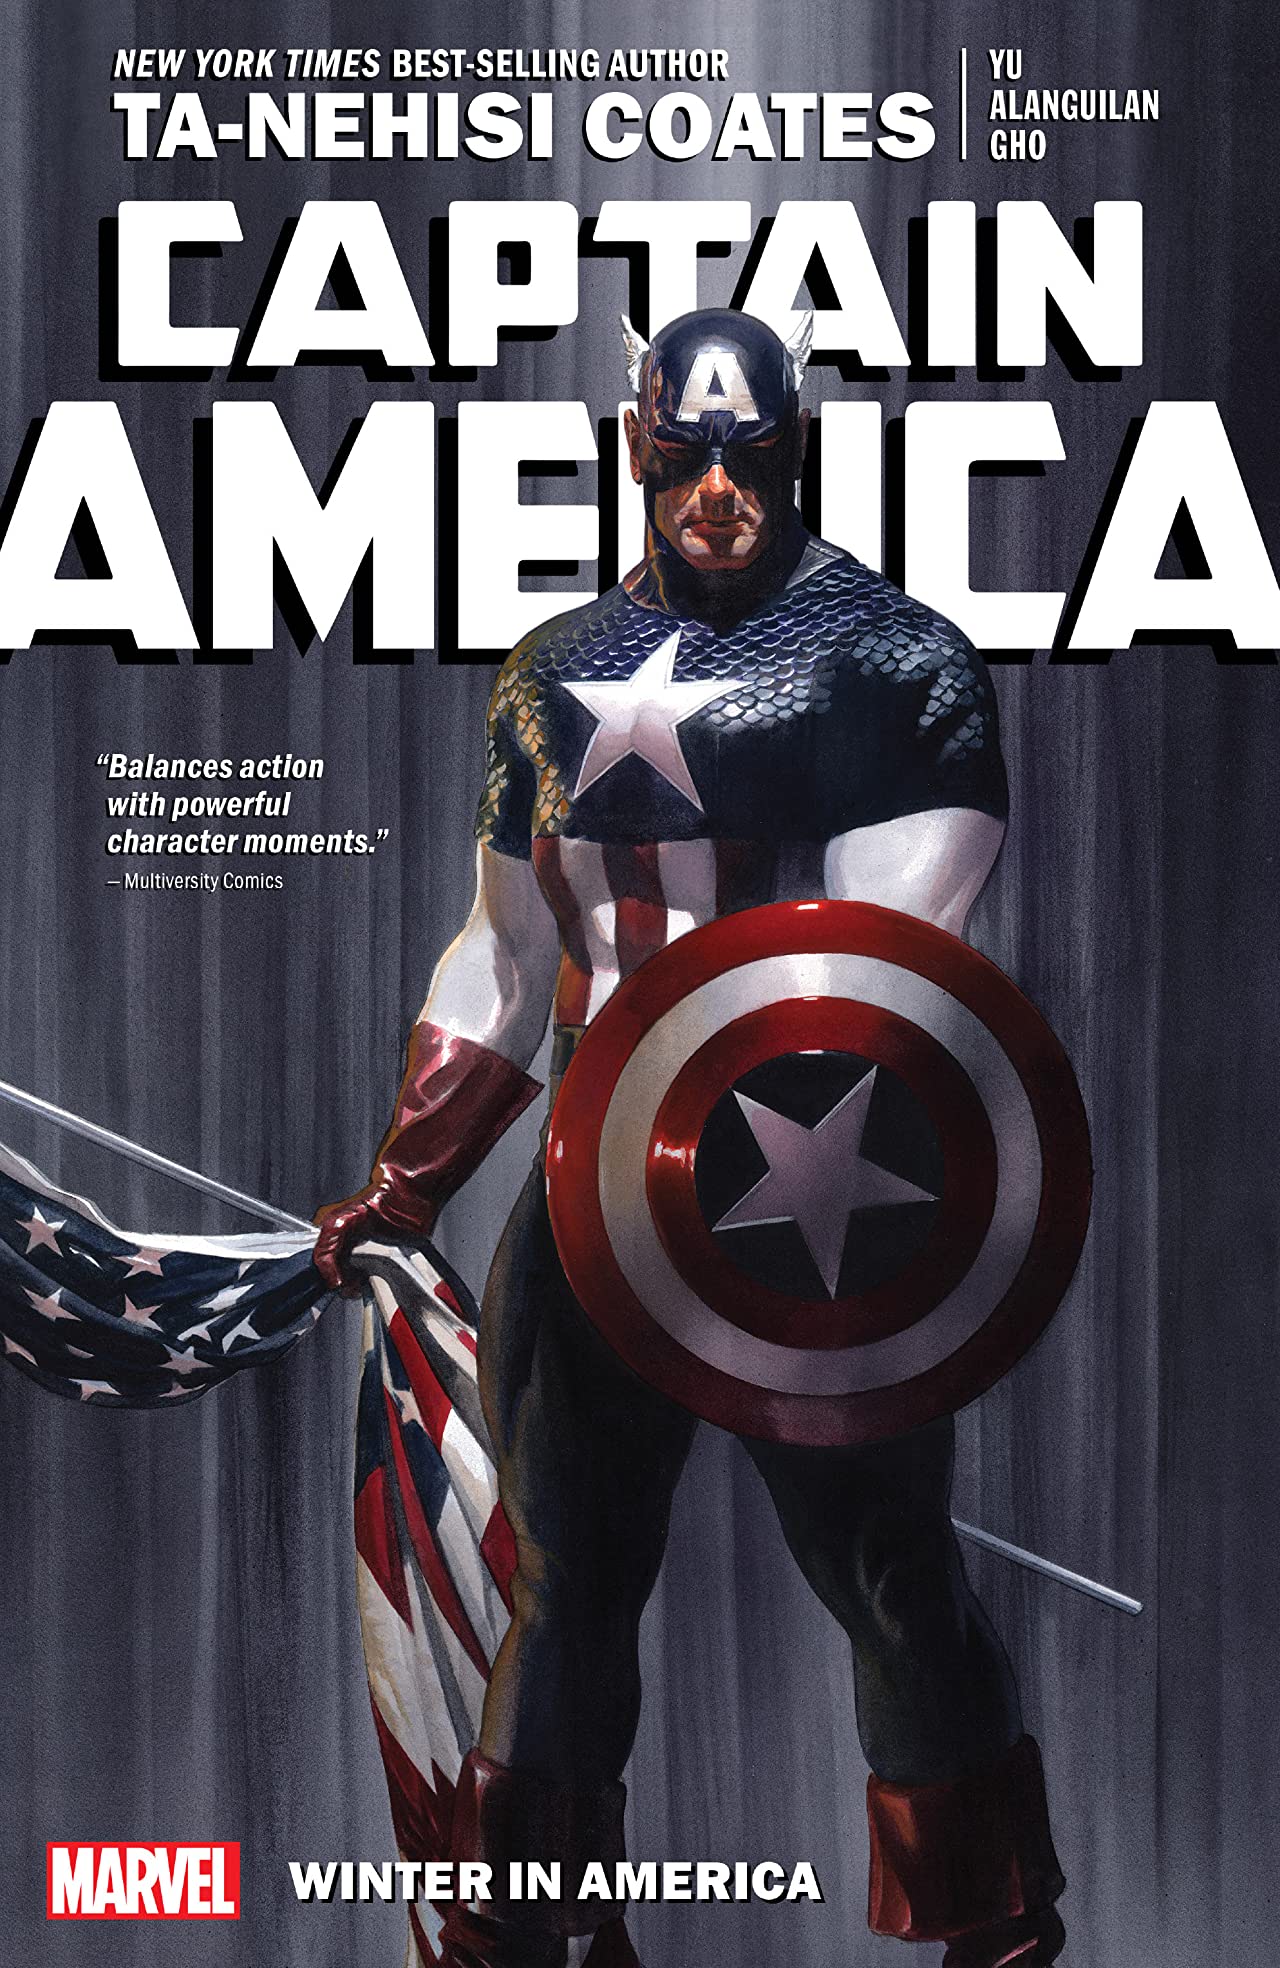 NEW YORK TIMES BEST-SELLING AUTHOR
TA-NEHISI COATES
YU
ALANGUILAN
GHO
CAPTAIN
AMERICA
A
“Balances action
with powerful
character moments.”
– Multiversity Comics
MARVEL
WINTER IN AMERICA